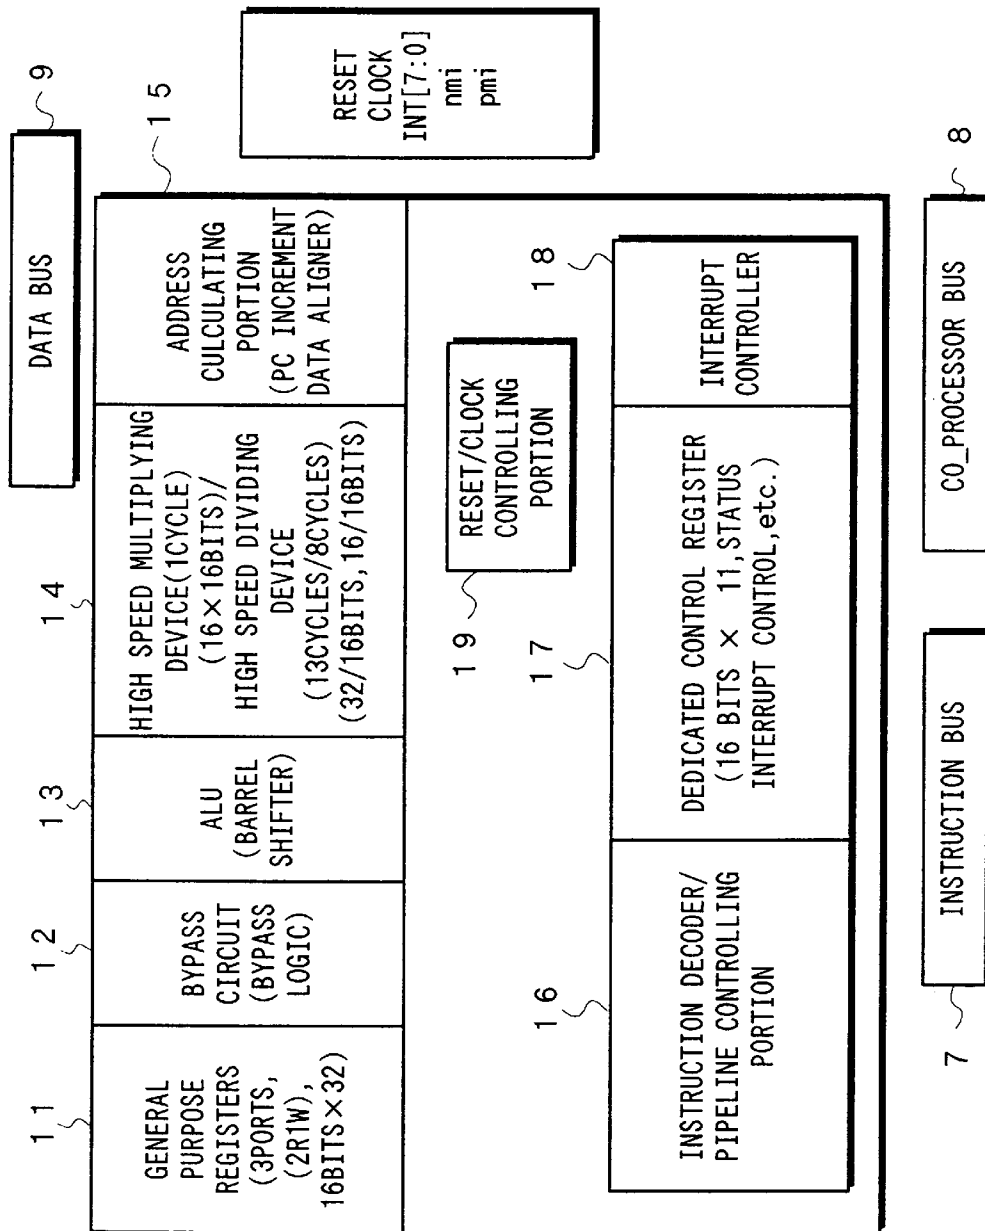 DATA BUS
9
11
12
13
14
15
GENERAL
PURPOSE
REGISTERS
(3PORTS,
(2R1W),
16BITS×32)
BYPASS
CIRCUIT
(BYPASS
LOGIC)
ALU
(BARREL
SHIFTER)
HIGH SPEED MULTIPLYING
DEVICE(1CYCLE)
(16×16BITS)/
HIGH SPEED DIVIDING
DEVICE
(13CYCLES/8CYCLES)
(32/16BITS,16/16BITS)
ADDRESS
CULCULATING
PORTION
(PC INCREMENT
DATA ALIGNER)
RESET
CLOCK
INT[7:0]
nmi
pmi
19
RESET/CLOCK
CONTROLLING
PORTION
16
17
18
INSTRUCTION DECODER/
PIPELINE CONTROLLING
PORTION
DEDICATED CONTROL REGISTER
(16 BITS × 11,STATUS
INTERRUPT CONTROL,etc.)
INTERRUPT
CONTROLLER
7
INSTRUCTION BUS
CO_PROCESSOR BUS
8